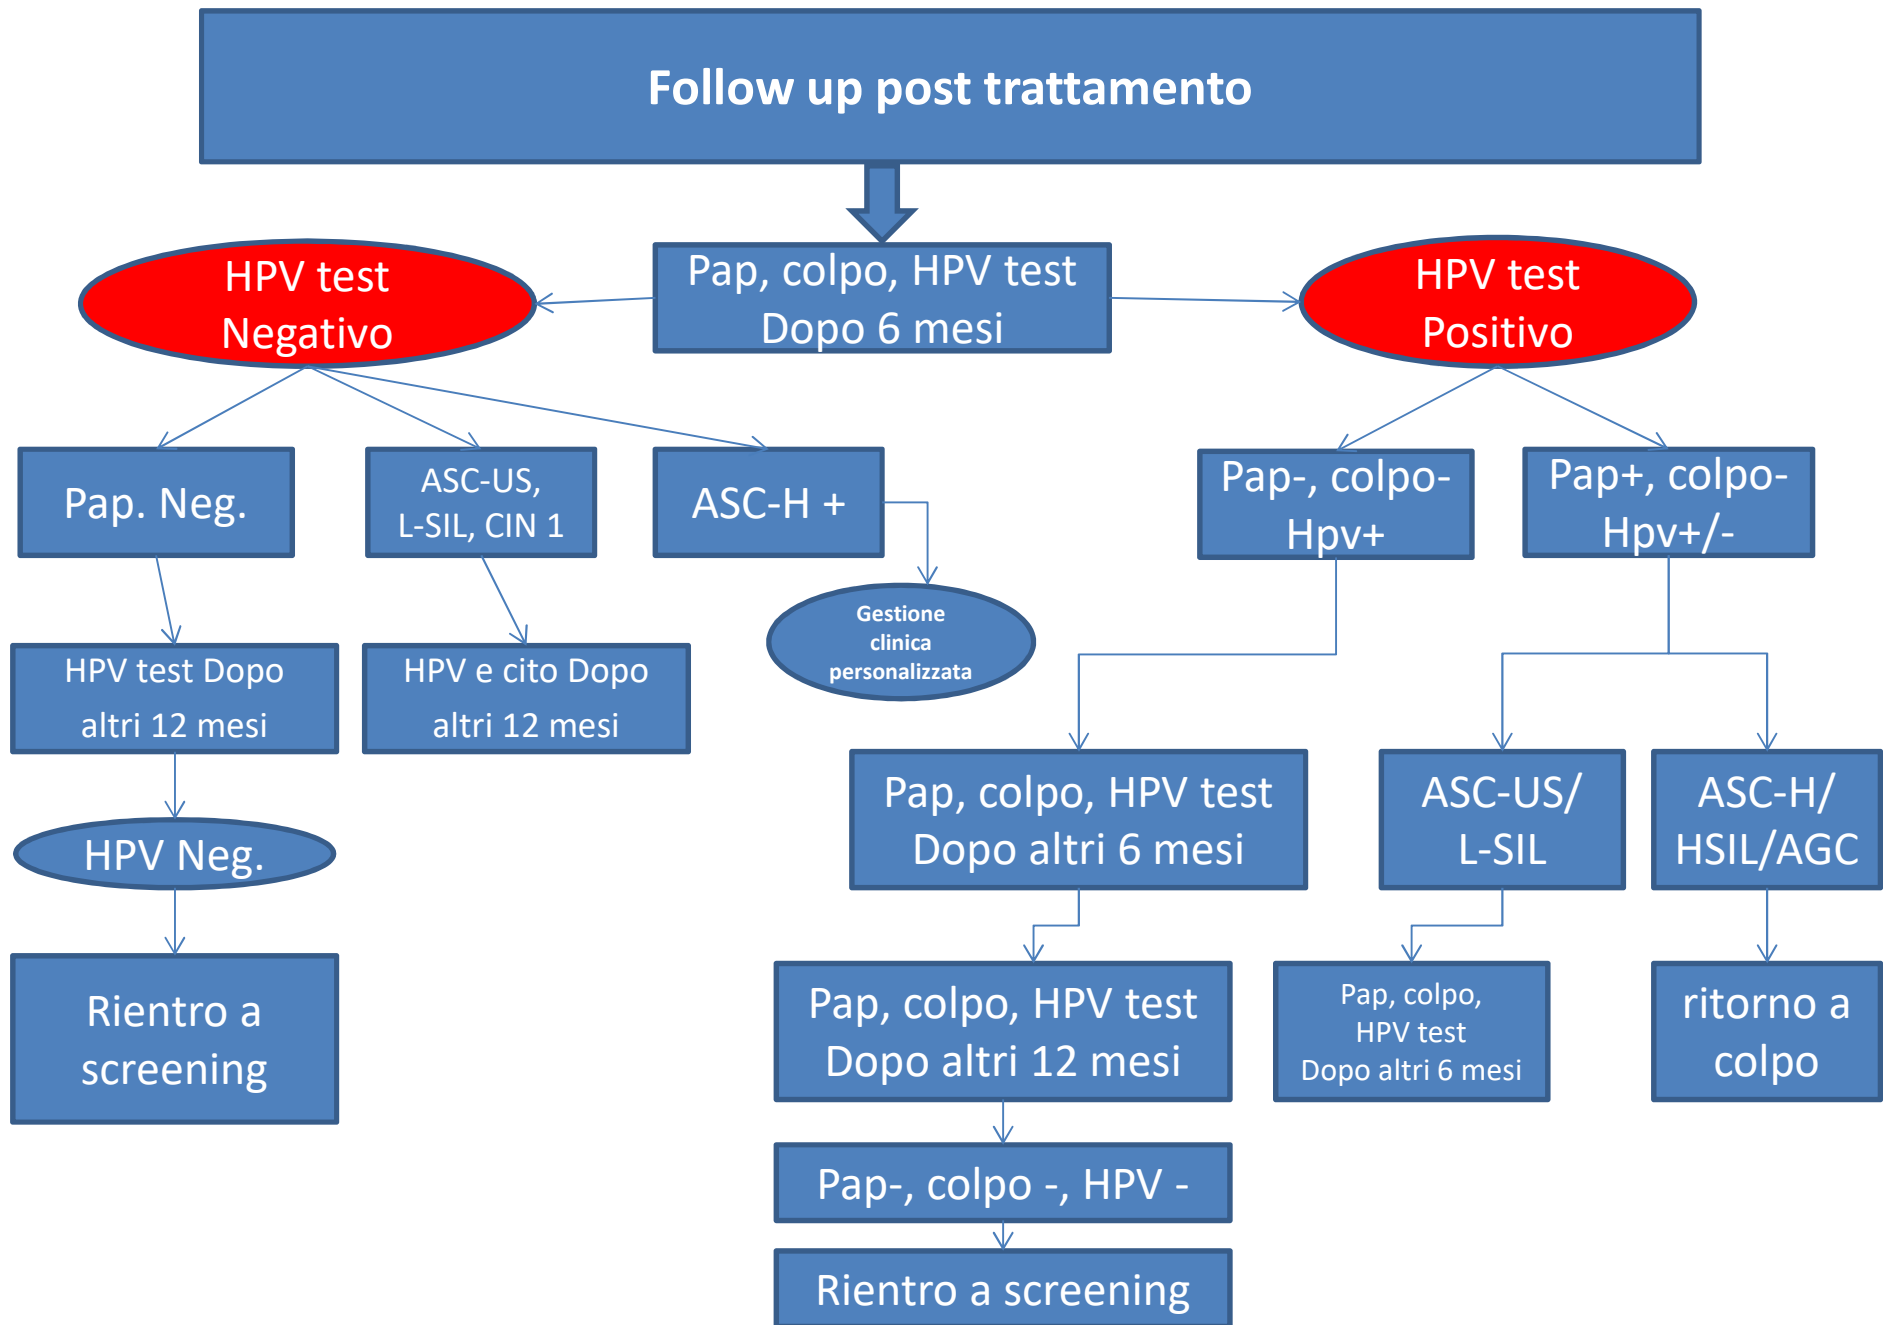 Follow up post trattamento
HPV test
Negativo
Pap, colpo, HPV test
Dopo 6 mesi
HPV test
Positivo
Pap. Neg.
ASC-US,
L-SIL, CIN 1
ASC-H +
Pap-, colpo-
Hpv+
Pap+, colpo-
Hpv+/-
Gestione
clinica
personalizzata
HPV test Dopo
altri 12 mesi
HPV e cito Dopo
altri 12 mesi
HPV Neg.
Pap, colpo, HPV test
Dopo altri 6 mesi
ASC-US/
L-SIL
ASC-H/
HSIL/AGC
Rientro a
screening
Pap, colpo, HPV test
Dopo altri 12 mesi
Pap, colpo,
HPV test
Dopo altri 6 mesi
ritorno a
colpo
Pap-, colpo -, HPV -
Rientro a screening